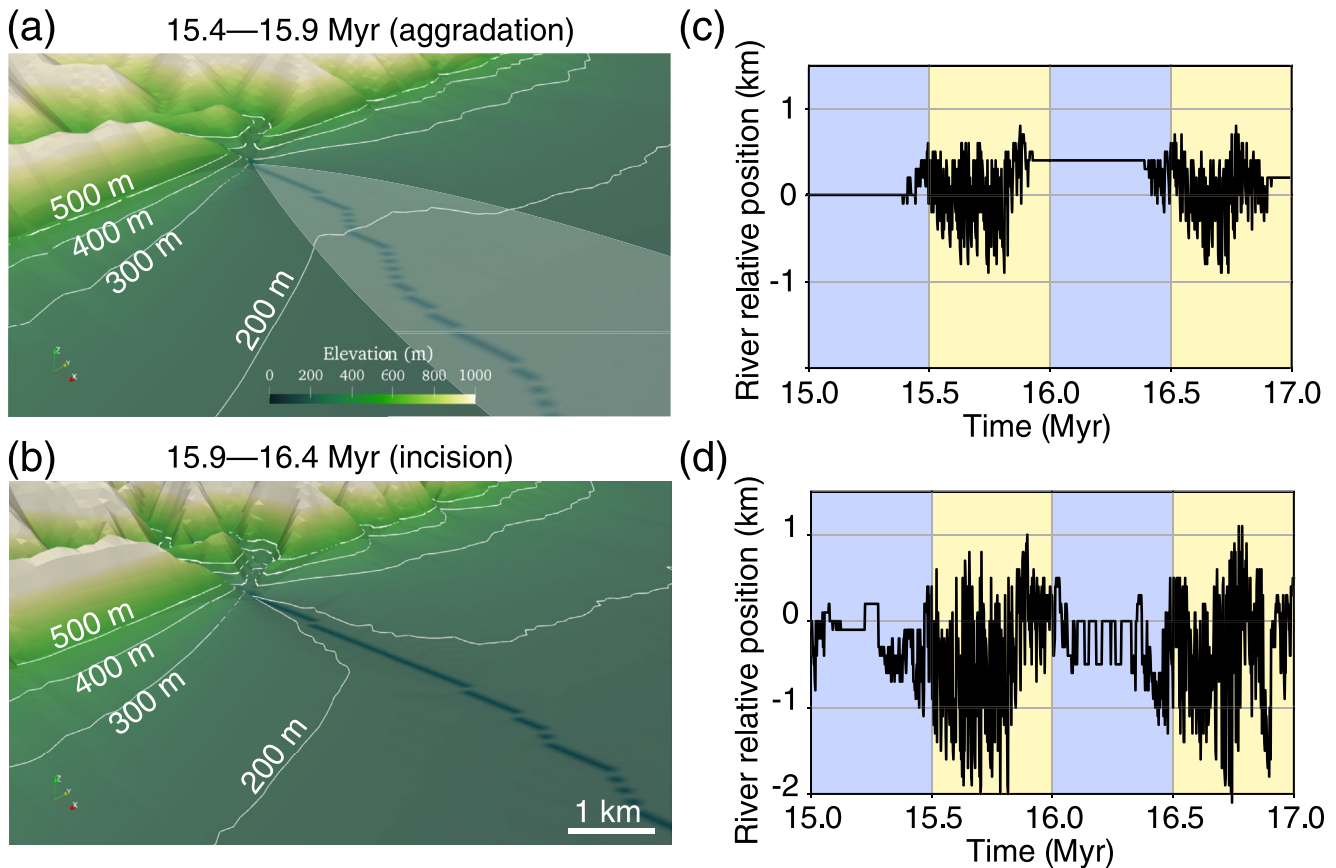 (a) 15.4—15.9 Myr (aggradation)
500 m
400 m
300 m
200 m
Elevation (m)
0 200 400 600 800 1000
Z
Y
X
(b) 15.9—16.4 Myr (incision)
500 m
400 m
300 m
200 m
1 km
Z
Y
X
(c)
River relative position (km)
1
0
-1
15.0 15.5 16.0 16.5 17.0
Time (Myr)
(d)
River relative position (km)
1
0
-1
-2
15.0 15.5 16.0 16.5 17.0
Time (Myr)